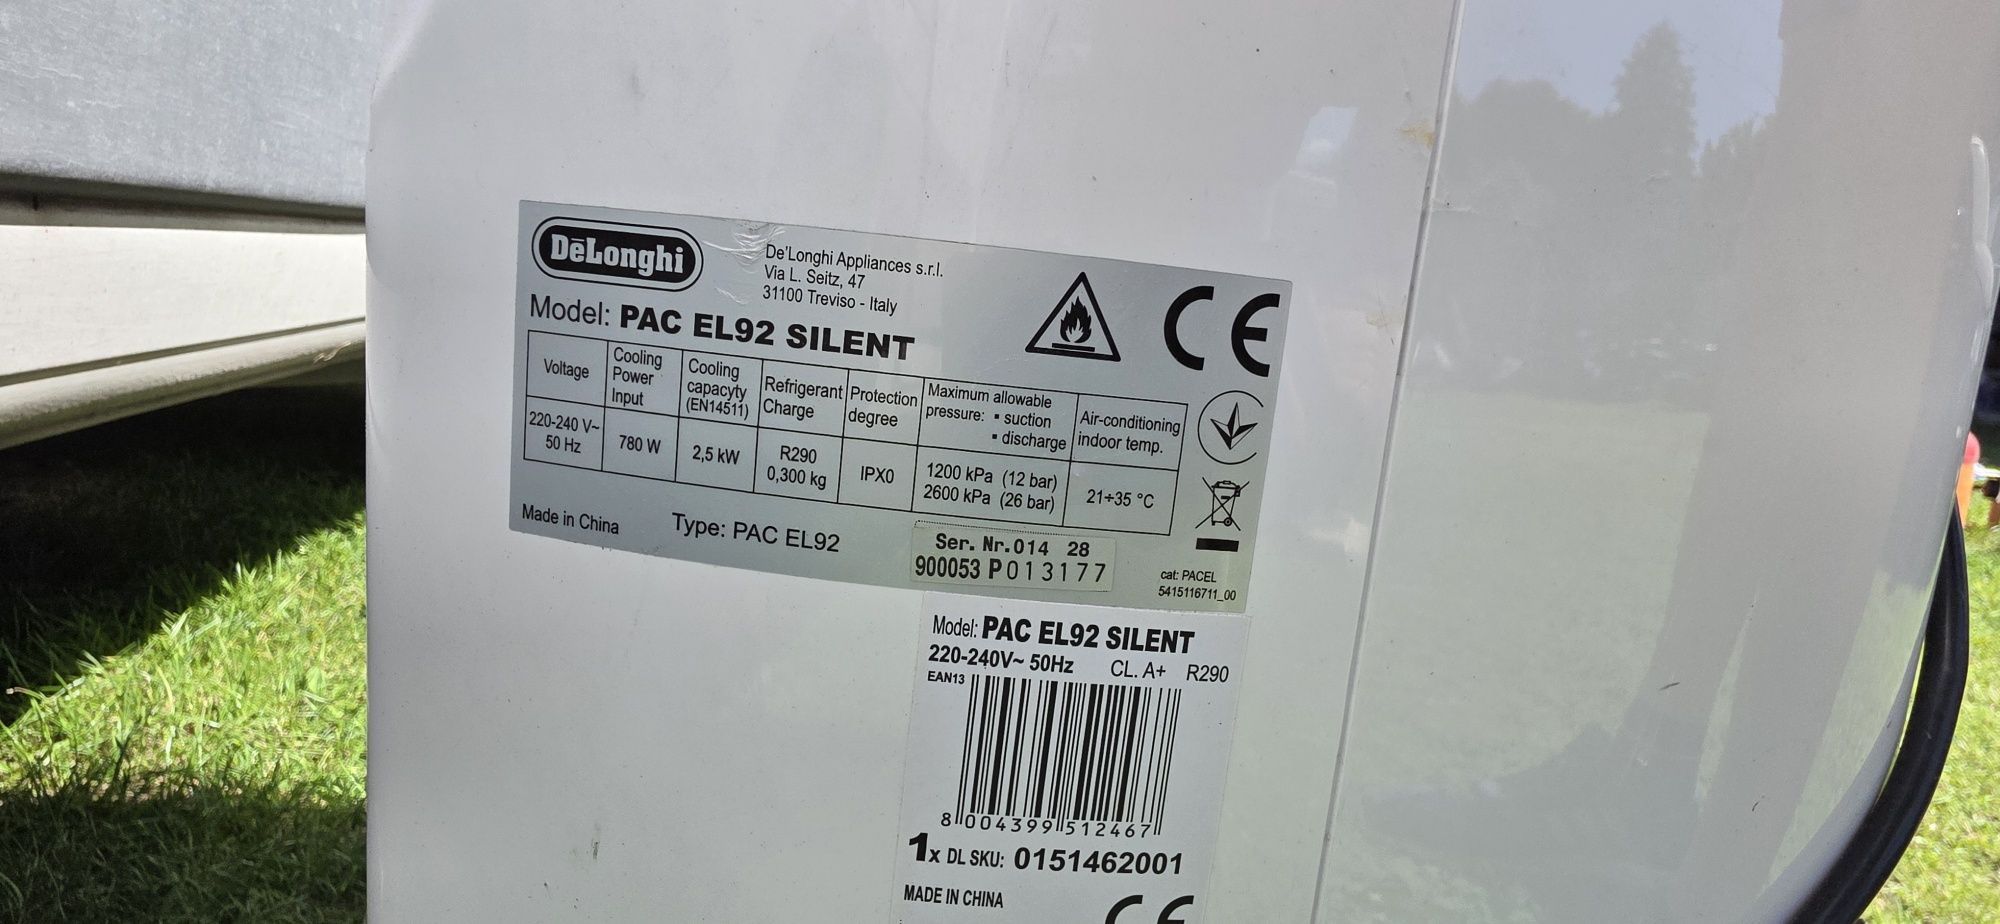 DēLonghi
De'Longhi Appliances s.r.l.
Via L. Seitz, 47
31100 Treviso - Italy
Model: PAC EL92 SILENT
CE
Voltage
Cooling
Power
Input
Cooling
capacyty
(EN14511)
Refrigerant
Charge
Protection
degree
Maximum allowable
pressure: ▪ suction
▪ discharge
Air-conditioning
indoor temp.
220-240 V~
50 Hz
780 W
2,5 kW
R290
0,300 kg
IPX0
1200 kPa (12 bar)
2600 kPa (26 bar)
21÷35 °C
Made in China
Type: PAC EL92
Ser. Nr. 014 28
900053 P013177
cat: PACEL
5415116711_00
Model: PAC EL92 SILENT
220-240V~ 50Hz CL. A+ R290
EAN13
8 004399 512467
1x DL SKU: 0151462001
MADE IN CHINA
CE